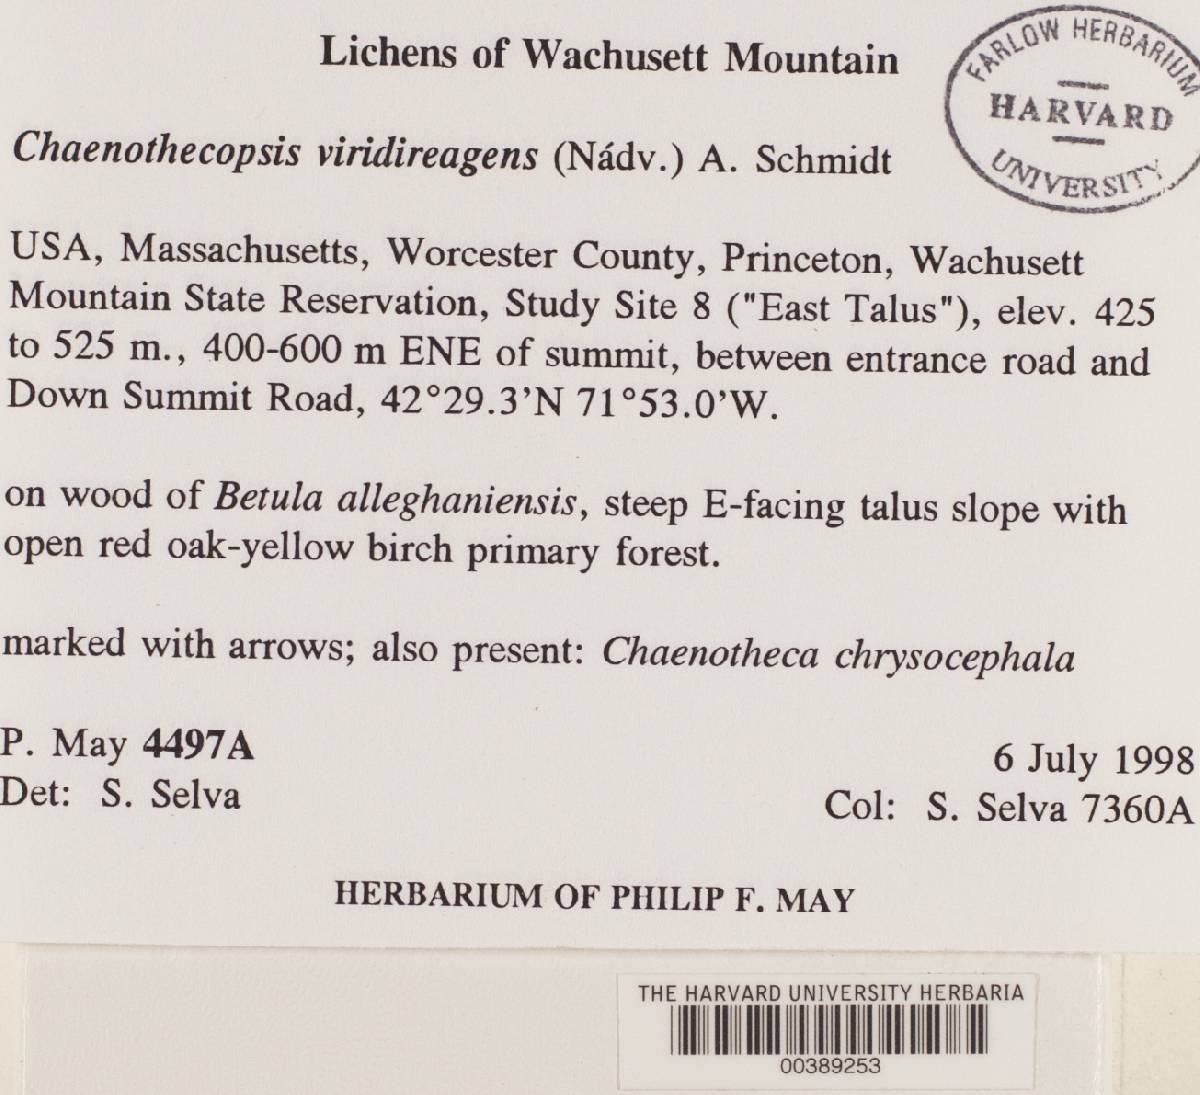 Lichens of Wachusett Mountain
FARLOW HERBARIUM
HARVARD
UNIVERSITY
Chaenothecopsis viridireagens (Nádv.) A. Schmidt
USA, Massachusetts, Worcester County, Princeton, Wachusett
Mountain State Reservation, Study Site 8 ("East Talus"), elev. 425
to 525 m., 400-600 m ENE of summit, between entrance road and
Down Summit Road, 42°29.3’N 71°53.0’W.
on wood of Betula alleghaniensis, steep E-facing talus slope with
open red oak-yellow birch primary forest.
marked with arrows; also present: Chaenotheca chrysocephala
P. May 4497A
6 July 1998
Det: S. Selva
Col: S. Selva 7360A
HERBARIUM OF PHILIP F. MAY
THE HARVARD UNIVERSITY HERBARIA
00389253